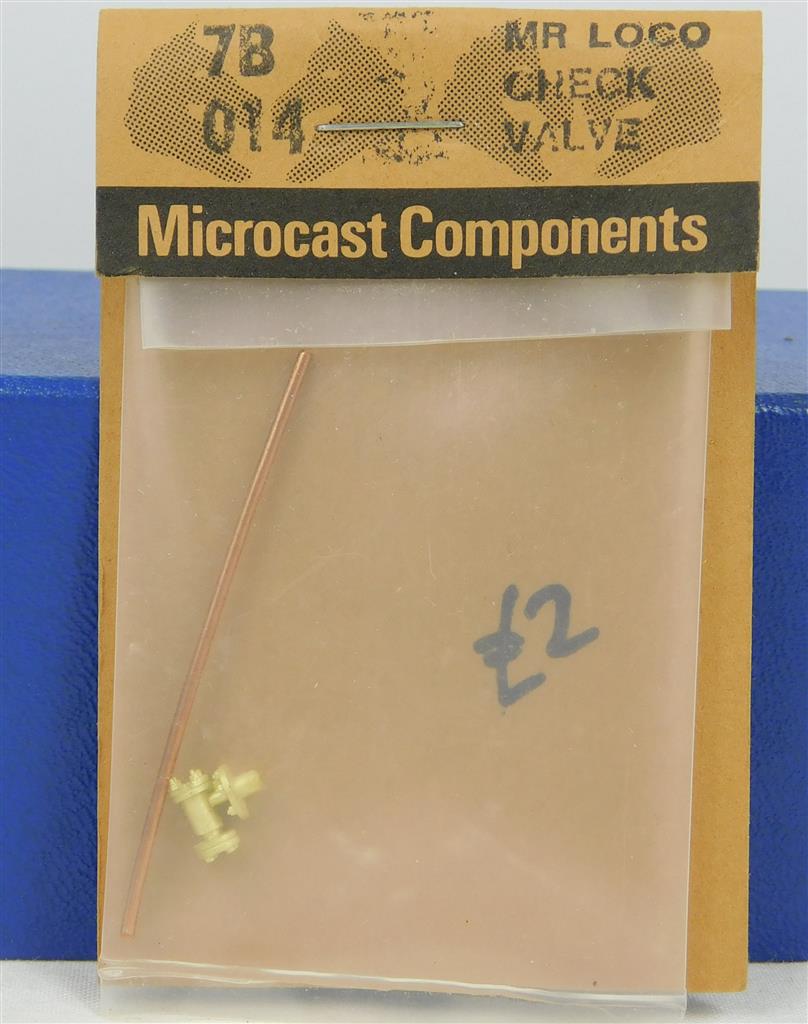 7B
014
MR LOCO
CHECK
VALVE
Microcast Components
£2